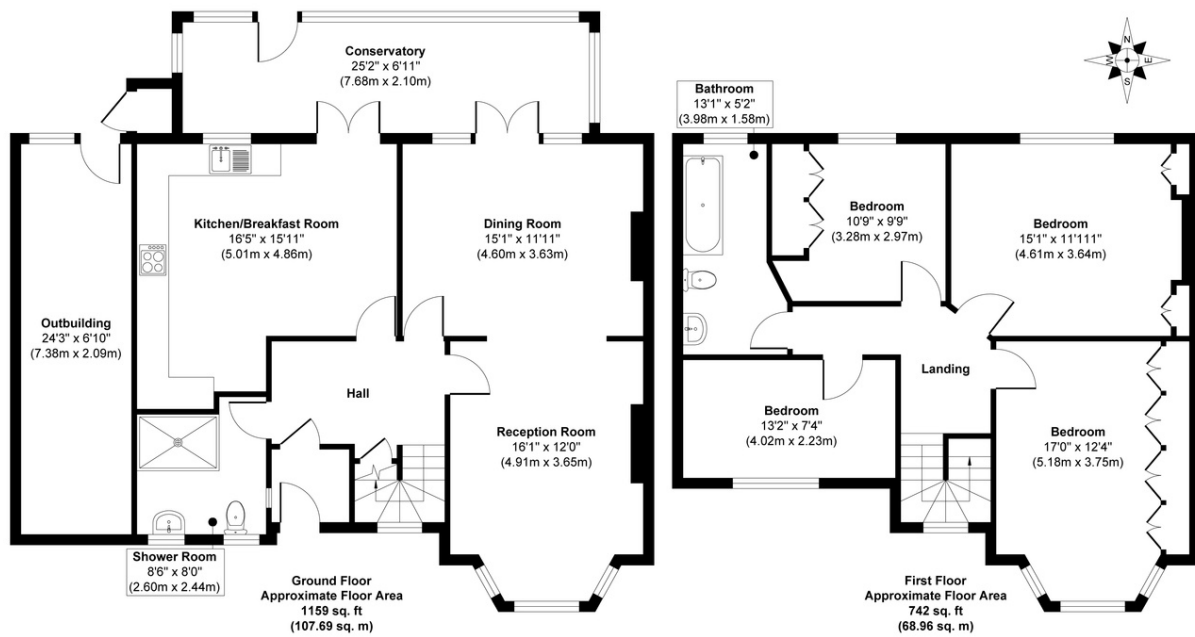 Conservatory
25'2" x 6'11"
(7.68m x 2.10m)
N
W
E
S
Bathroom
13'1" x 5'2"
(3.98m x 1.58m)
Kitchen/Breakfast Room
16'5" x 15'11"
(5.01m x 4.86m)
Dining Room
15'1" x 11'11"
(4.60m x 3.63m)
Bedroom
10'9" x 9'9"
(3.28m x 2.97m)
Bedroom
15'1" x 11'111"
(4.61m x 3.64m)
Outbuilding
24'3" x 6'10"
(7.38m x 2.09m)
Hall
Reception Room
16'1" x 12'0"
(4.91m x 3.65m)
Landing
Bedroom
13'2" x 7'4"
(4.02m x 2.23m)
Bedroom
17'0" x 12'4"
(5.18m x 3.75m)
Shower Room
8'6" x 8'0"
(2.60m x 2.44m)
Ground Floor
Approximate Floor Area
1159 sq. ft
(107.69 sq. m)
First Floor
Approximate Floor Area
742 sq. ft
(68.96 sq. m)